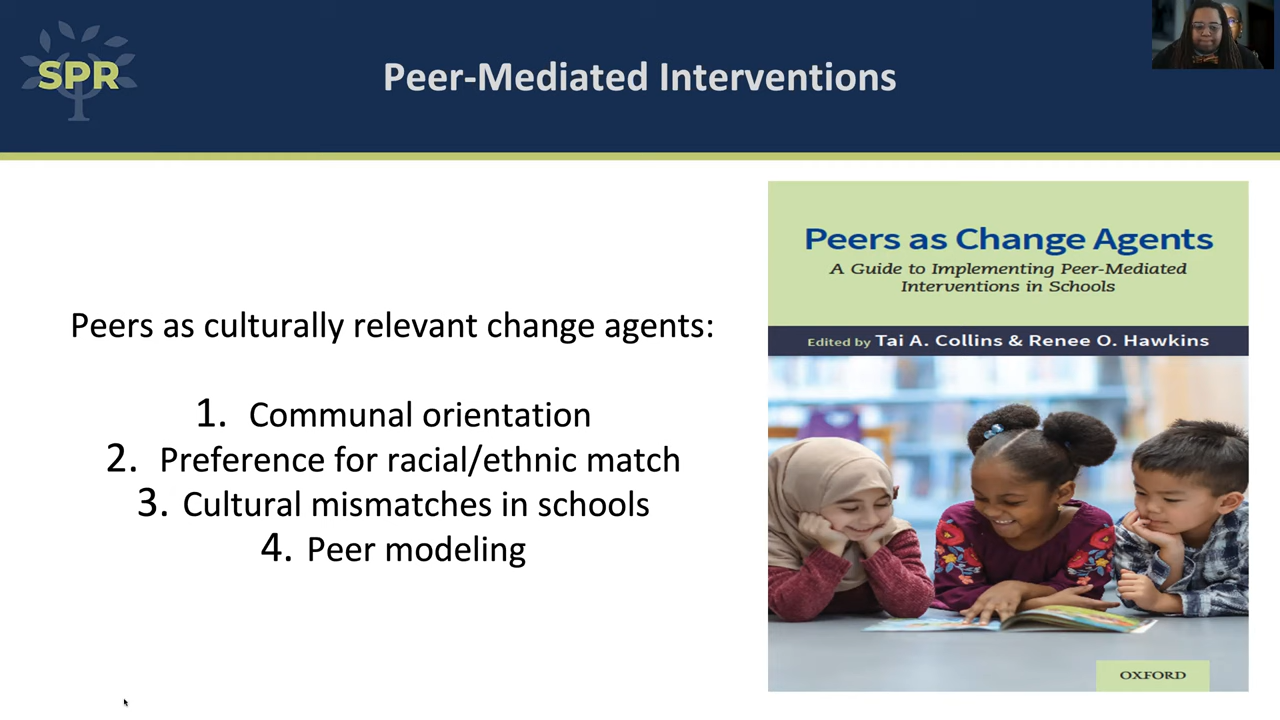 SPR
Peer-Mediated Interventions
Peers as culturally relevant change agents:
1. Communal orientation
2. Preference for racial/ethnic match
3. Cultural mismatches in schools
4. Peer modeling
Peers as Change Agents
A Guide to Implementing Peer-Mediated
Interventions in Schools
Edited by Tai A. Collins & Renee O. Hawkins
OXFORD